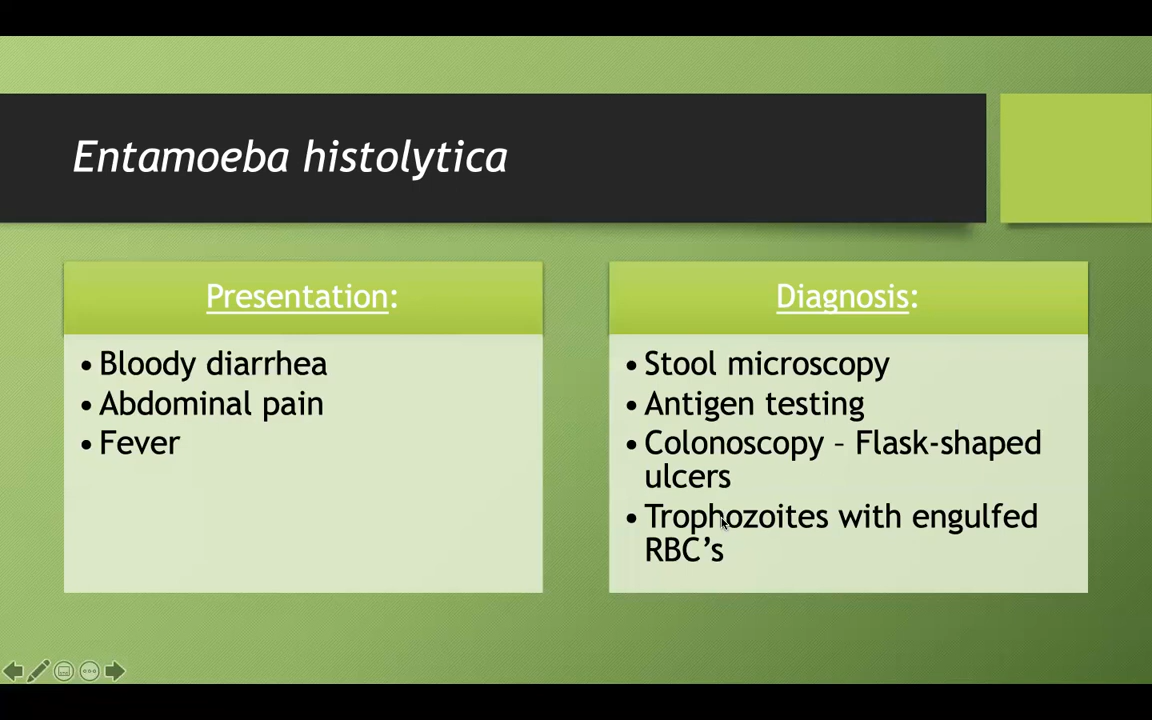 Entamoeba histolytica
Presentation:
• Bloody diarrhea
• Abdominal pain
• Fever
Diagnosis:
• Stool microscopy
• Antigen testing
• Colonoscopy – Flask-shaped
ulcers
• Trophozoites with engulfed
RBC’s